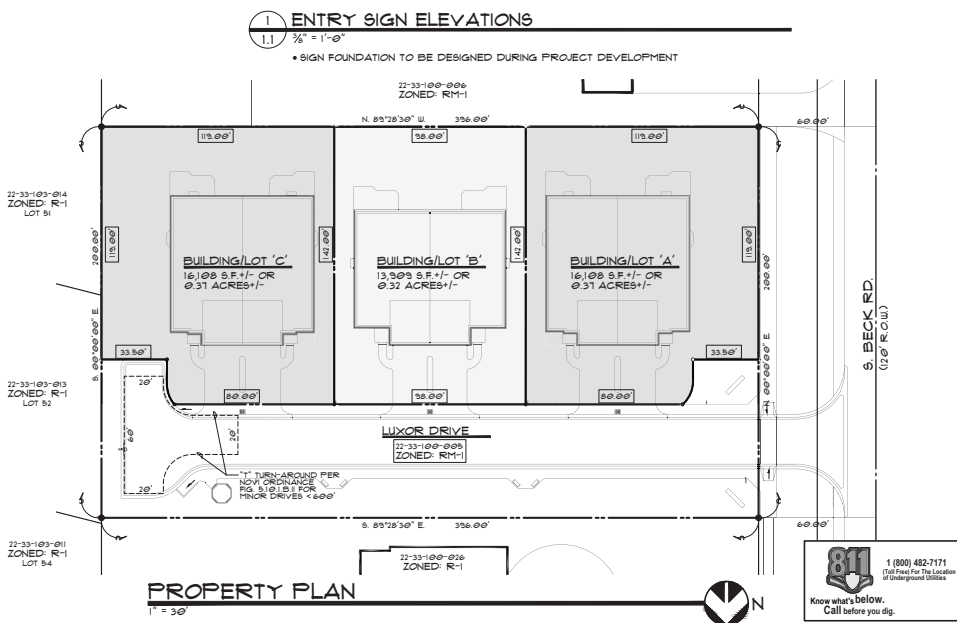 1
1.1
ENTRY SIGN ELEVATIONS
3/8" = 1'-0"
• SIGN FOUNDATION TO BE DESIGNED DURING PROJECT DEVELOPMENT
22-33-100-006
ZONED: RM-1
N. 89°28'30" W. 396.00'
60.00'
119.00'
98.00'
119.00'
22-33-103-014
ZONED: R-1
LOT 51
200.00'
119.00'
142.00'
142.00'
119.00'
200.00'
BUILDING/LOT 'C'
16,108 S.F.+/- OR
0.37 ACRES+/-
BUILDING/LOT 'B'
13,909 S.F.+/- OR
0.32 ACRES+/-
BUILDING/LOT 'A'
16,108 S.F.+/- OR
0.37 ACRES+/-
S. BECK RD.
(120' R.O.W.)
S. 00°00'00" E.
N. 00°00'00" E.
33.50'
33.50'
22-33-103-013
ZONED: R-1
LOT 52
20'
80.00'
98.00'
80.00'
60'
20'
LUXOR DRIVE
22-33-100-005
ZONED: RM-1
20'
"T" TURN-AROUND PER
NOVI ORDINANCE
FIG. 5.10.1.B.II FOR
MINOR DRIVES <600'
S. 89°28'30" E. 396.00'
60.00'
22-33-103-011
ZONED: R-1
LOT 54
22-33-100-026
ZONED: R-1
PROPERTY PLAN
1" = 30'
N
811
1 (800) 482-7171
(Toll Free) For The Location
of Underground Utilities
Know what's below.
Call before you dig.